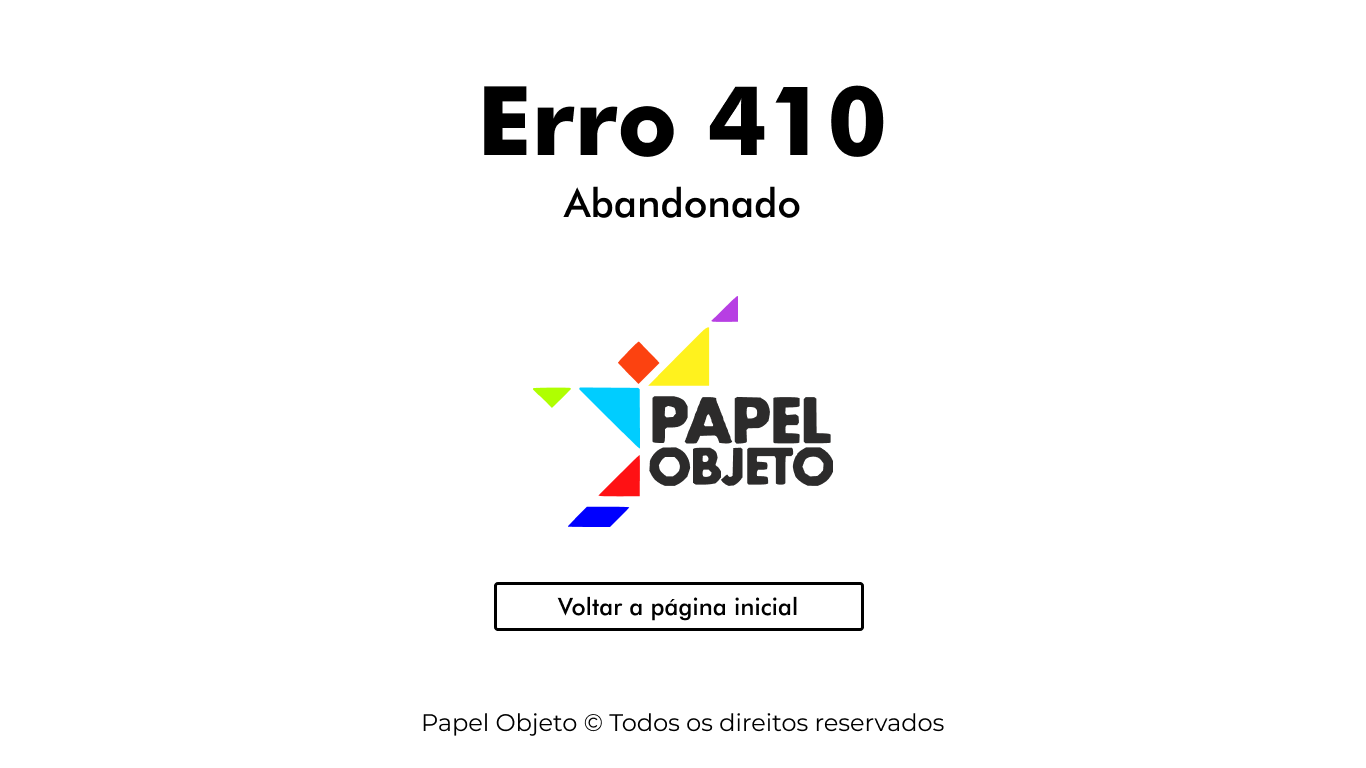 Erro 410
Abandonado
PAPEL
OBJETO
Voltar a página inicial
Papel Objeto © Todos os direitos reservados